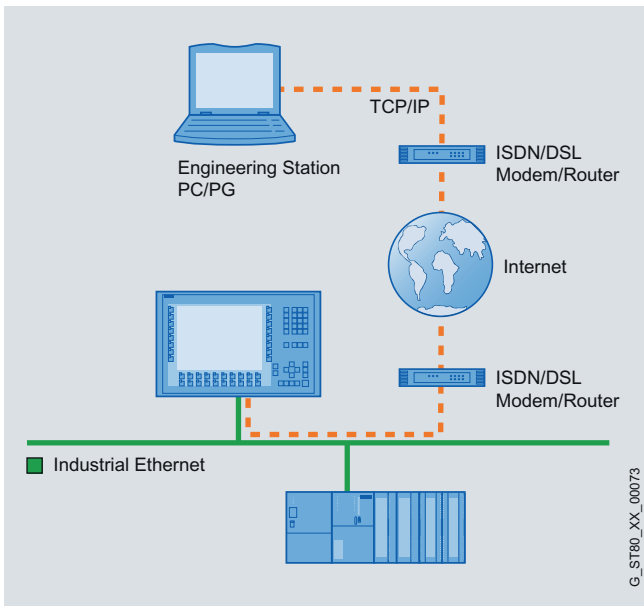 TCP/IP
Engineering Station
PC/PG
ISDN/DSL
Modem/Router
Internet
ISDN/DSL
Modem/Router
Industrial Ethernet
G_ST80_XX_00073